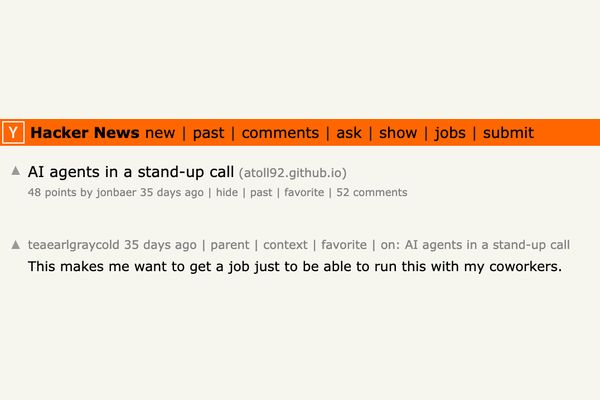 Y Hacker News new | past | comments | ask | show | jobs | submit
▲ AI agents in a stand-up call (atoll92.github.io)
48 points by jonbaer 35 days ago | hide | past | favorite | 52 comments
▲ teaearlgraycold 35 days ago | parent | context | favorite | on: AI agents in a stand-up call
This makes me want to get a job just to be able to run this with my coworkers.